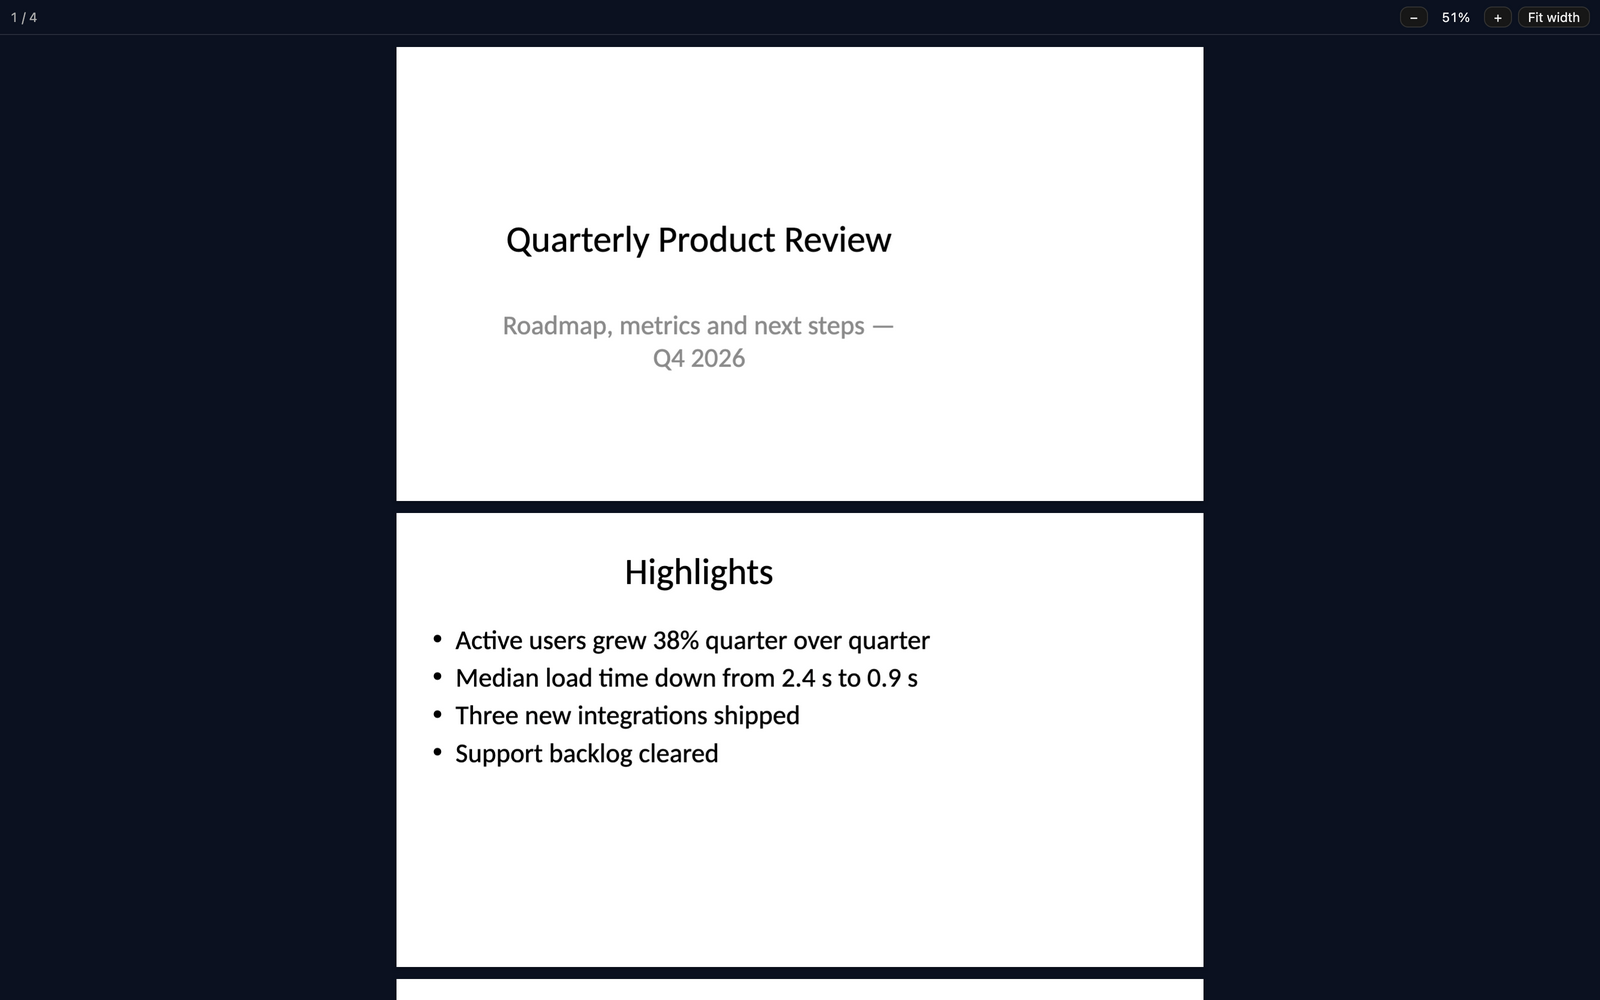 1 / 4
− 51% + Fit width
Quarterly Product Review
Roadmap, metrics and next steps —
Q4 2026
Highlights
• Active users grew 38% quarter over quarter
• Median load time down from 2.4 s to 0.9 s
• Three new integrations shipped
• Support backlog cleared